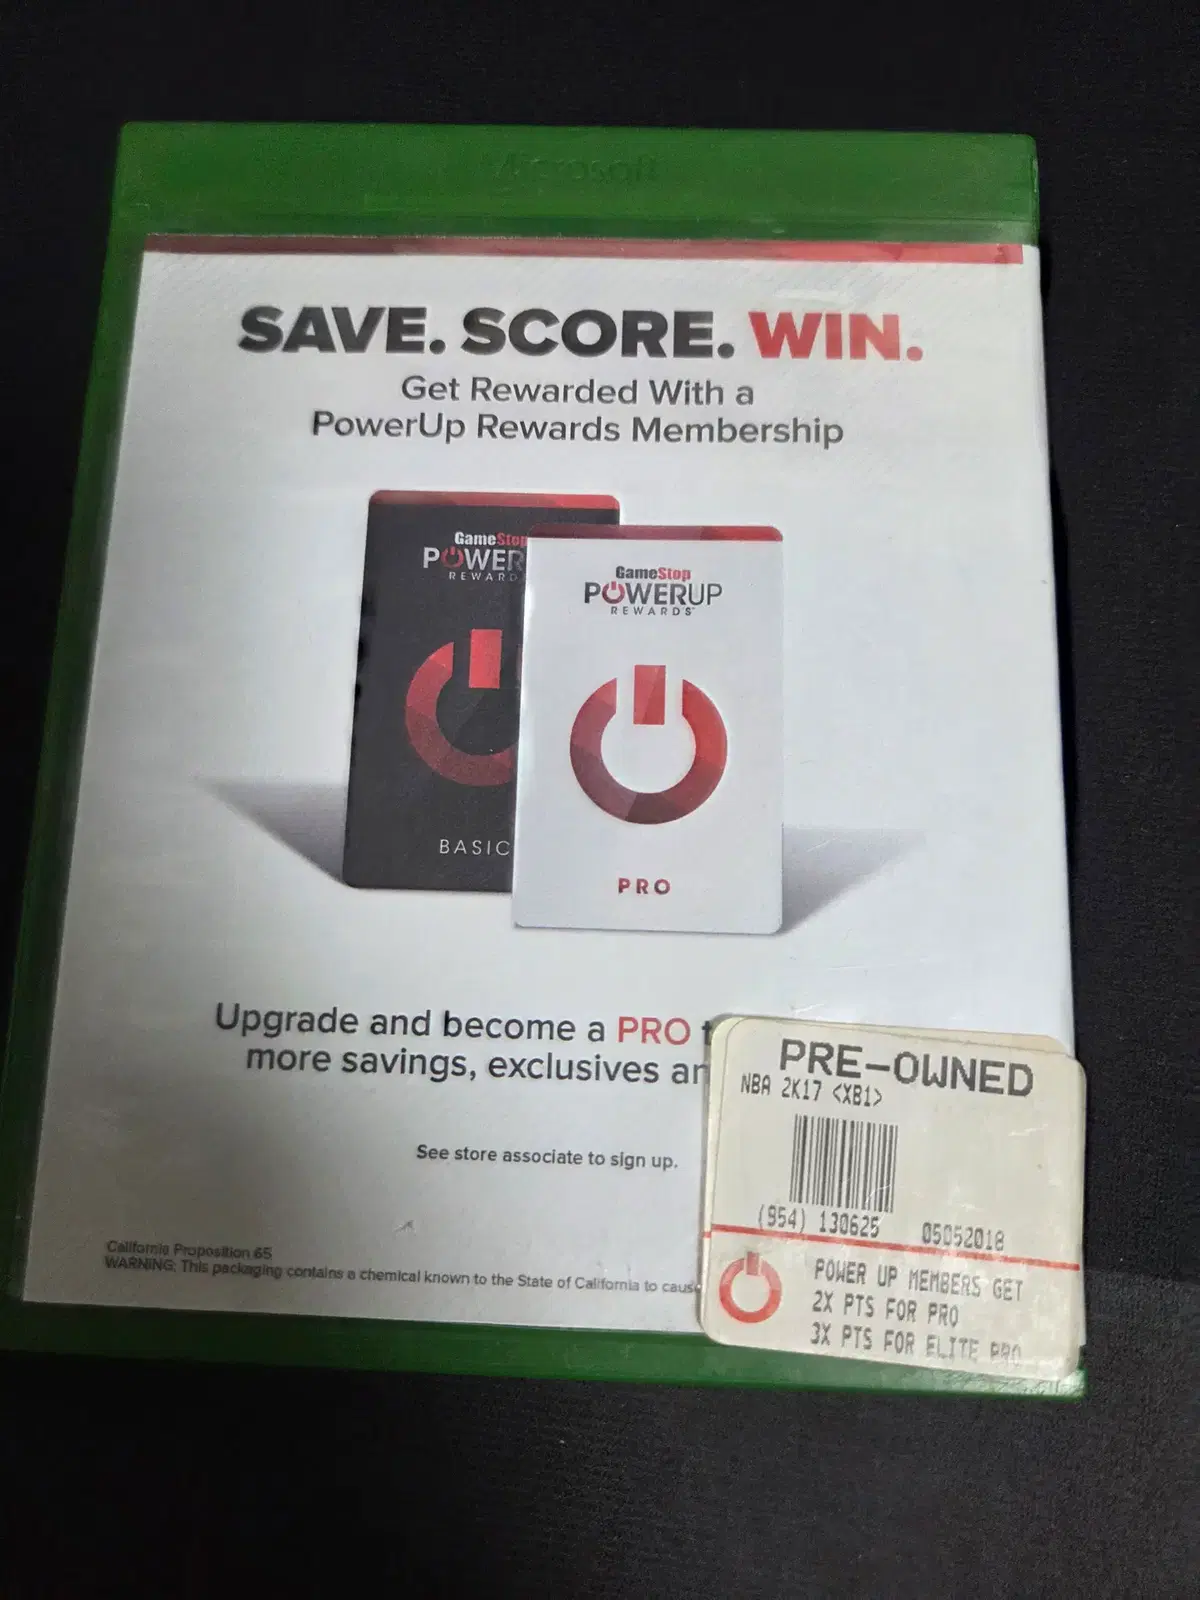 SAVE. SCORE. WIN.
Get Rewarded With a
PowerUp Rewards Membership
GameStop
POWER
REWARD
BASIC
GameStop
POWERUP
REWARDS
PRO
Upgrade and become a PRO
more savings, exclusives an
See store associate to sign up.
California Proposition 65
WARNING: This packaging contains a chemical known to the State of California to cause
PRE-OWNED
NBA 2K17 <XB1>
(954) 130625 05052018
POWER UP MEMBERS GET
2X PTS FOR PRO
3X PTS FOR ELITE PRO